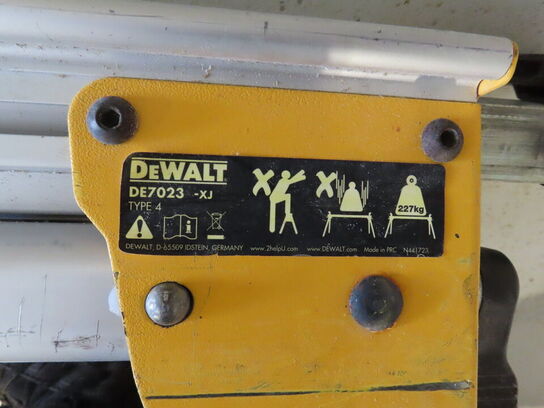 DEWALT
DE7023 -XJ
TYPE 4
227kg
DEWALT, D-65509 IDSTEIN, GERMANY www.2helpU.com www.DEWALT.com Made in PRC N441723